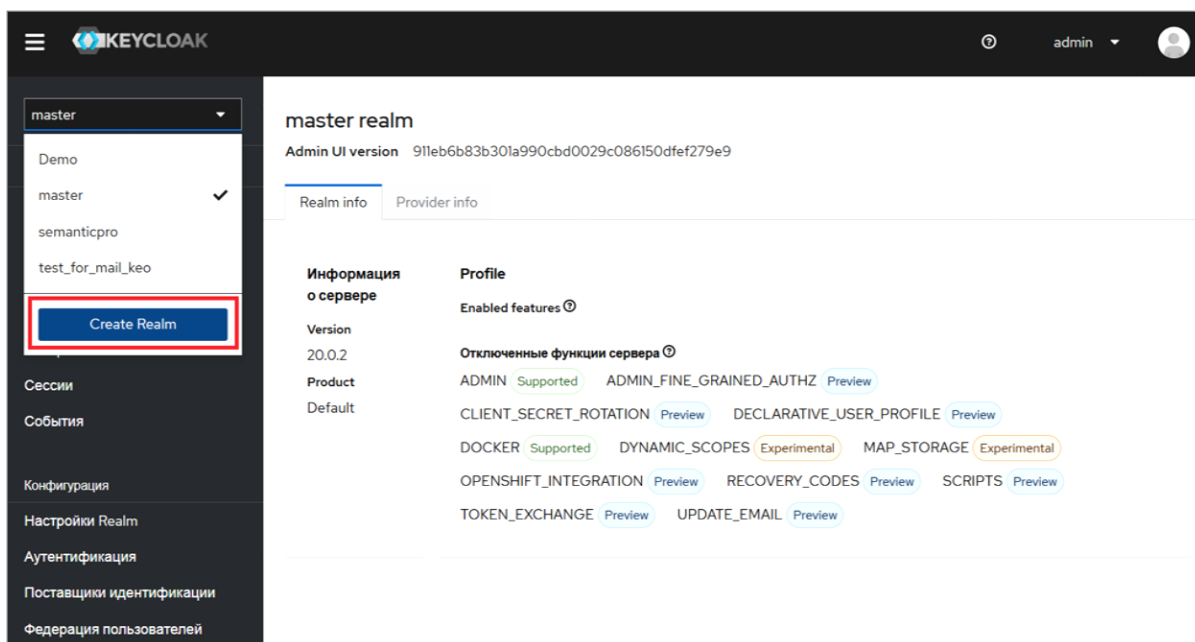 KEYCLOAK
admin
master
Demo
master
semanticpro
test_for_mail_keo
Create Realm
Сессии
События
Конфигурация
Настройки Realm
Аутентификация
Поставщики идентификации
Федерация пользователей
master realm
Admin UI version 911eb6b83b301a990cbd0029c086150dfef279e9
Realm info Provider info
Информация
о сервере
Version
20.0.2
Product
Default
Profile
Enabled features
Отключенные функции сервера
ADMIN Supported ADMIN_FINE_GRAINED_AUTHZ Preview
CLIENT_SECRET_ROTATION Preview DECLARATIVE_USER_PROFILE Preview
DOCKER Supported DYNAMIC_SCOPES Experimental MAP_STORAGE Experimental
OPENSHIFT_INTEGRATION Preview RECOVERY_CODES Preview SCRIPTS Preview
TOKEN_EXCHANGE Preview UPDATE_EMAIL Preview